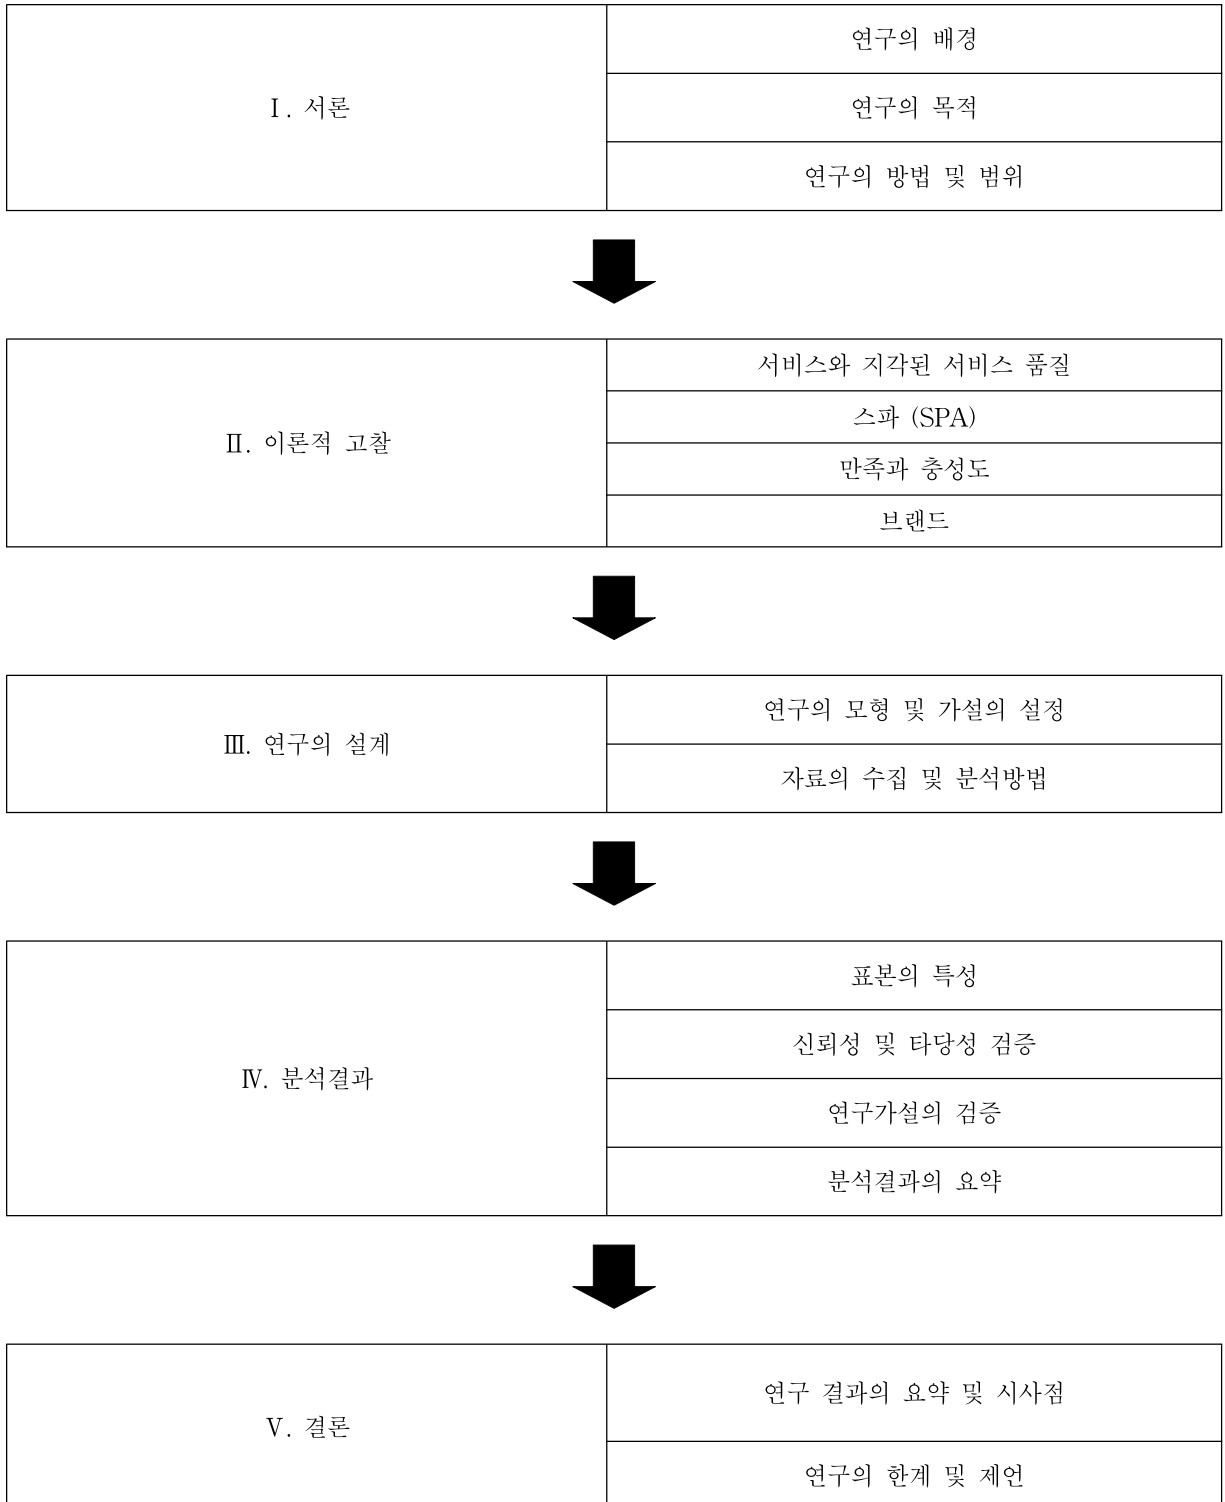 Ⅰ. 서론
연구의 배경
연구의 목적
연구의 방법 및 범위
Ⅱ. 이론적 고찰
서비스와 지각된 서비스 품질
스파 (SPA)
만족과 충성도
브랜드
Ⅲ. 연구의 설계
연구의 모형 및 가설의 설정
자료의 수집 및 분석방법
Ⅳ. 분석결과
표본의 특성
신뢰성 및 타당성 검증
연구가설의 검증
분석결과의 요약
Ⅴ. 결론
연구 결과의 요약 및 시사점
연구의 한계 및 제언